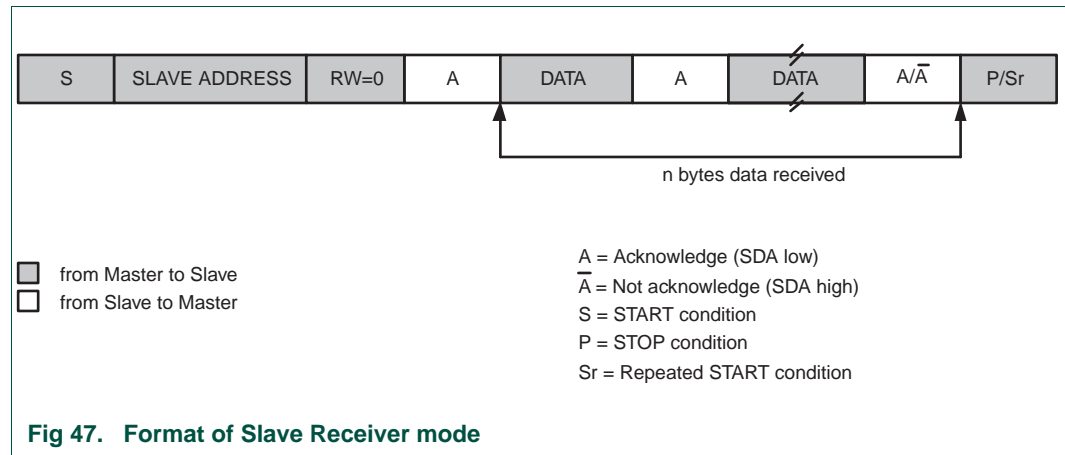 S SLAVE ADDRESS RW=0 A DATA A DATA A/A̅ P/Sr
n bytes data received
from Master to Slave
from Slave to Master
A = Acknowledge (SDA low)
A̅ = Not acknowledge (SDA high)
S = START condition
P = STOP condition
Sr = Repeated START condition
Fig 47. Format of Slave Receiver mode